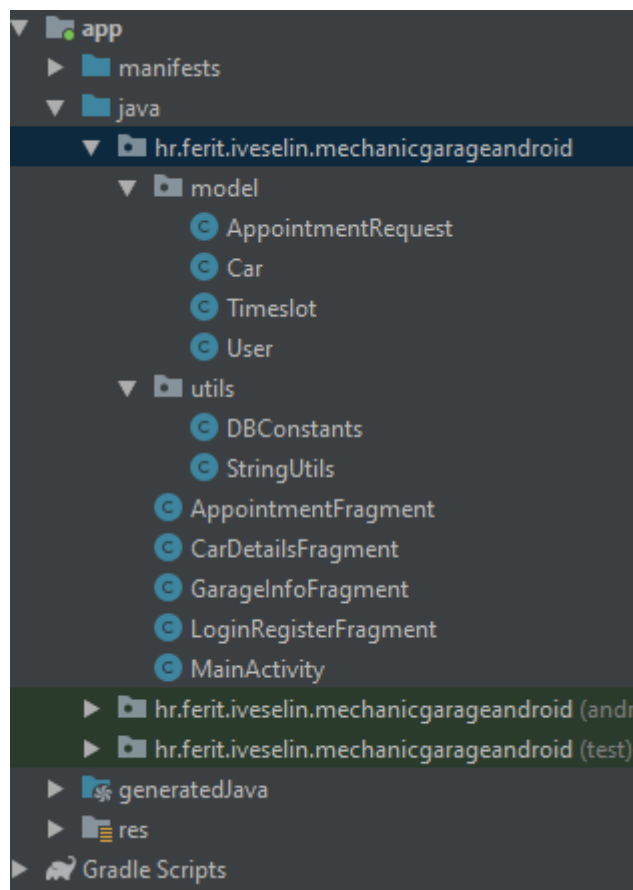 app
manifests
java
hr.ferit.iveselin.mechanicgarageandroid
model
AppointmentRequest
Car
Timeslot
User
utils
DBConstants
StringUtils
AppointmentFragment
CarDetailsFragment
GarageInfoFragment
LoginRegisterFragment
MainActivity
hr.ferit.iveselin.mechanicgarageandroid (andr
hr.ferit.iveselin.mechanicgarageandroid (test)
generatedJava
res
Gradle Scripts